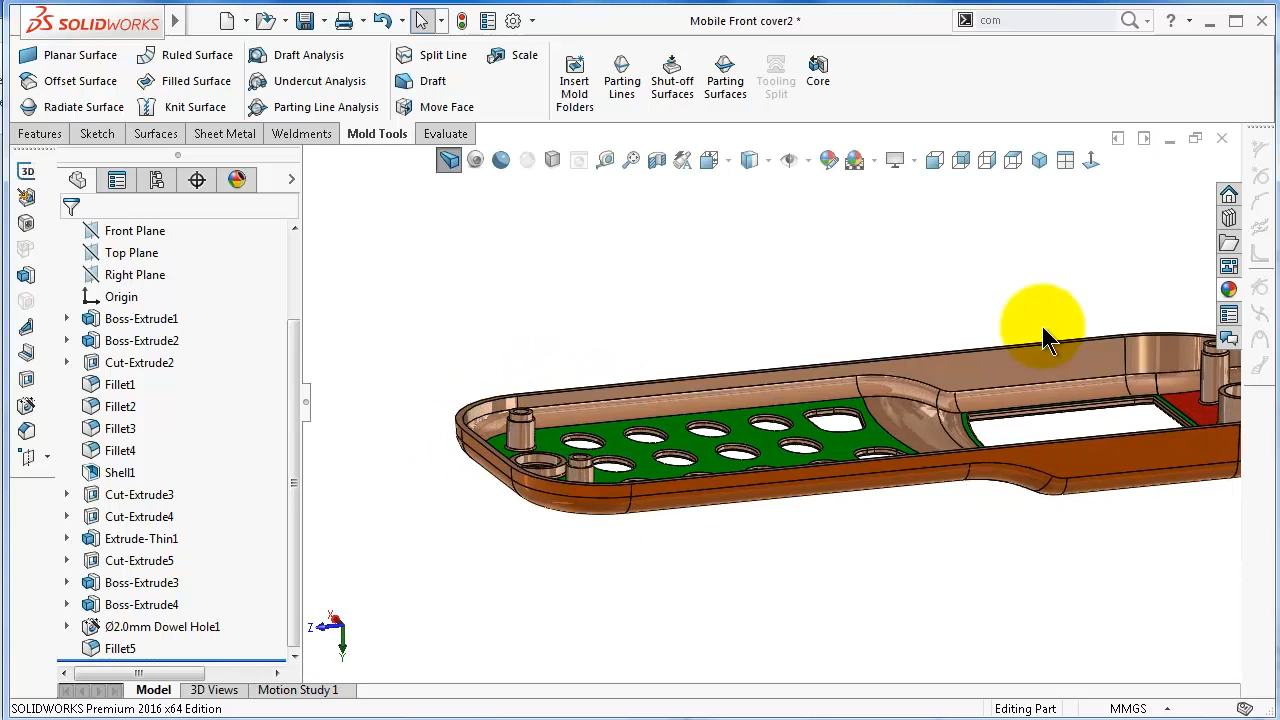 SOLIDWORKS
Mobile Front cover2 *
com
?
Planar Surface
Ruled Surface
Draft Analysis
Split Line
Scale
Offset Surface
Filled Surface
Undercut Analysis
Draft
Radiate Surface
Knit Surface
Parting Line Analysis
Move Face
Insert
Mold
Folders
Parting
Lines
Shut-off
Surfaces
Parting
Surfaces
Tooling
Split
Core
Features
Sketch
Surfaces
Sheet Metal
Weldments
Mold Tools
Evaluate
3D
Front Plane
Top Plane
Right Plane
Origin
Boss-Extrude1
Boss-Extrude2
Cut-Extrude2
Fillet1
Fillet2
Fillet3
Fillet4
Shell1
Cut-Extrude3
Cut-Extrude4
Extrude-Thin1
Cut-Extrude5
Boss-Extrude3
Boss-Extrude4
Ø2.0mm Dowel Hole1
Fillet5
X
Z
Y
Model
3D Views
Motion Study 1
SOLIDWORKS Premium 2016 x64 Edition
Editing Part
MMGS